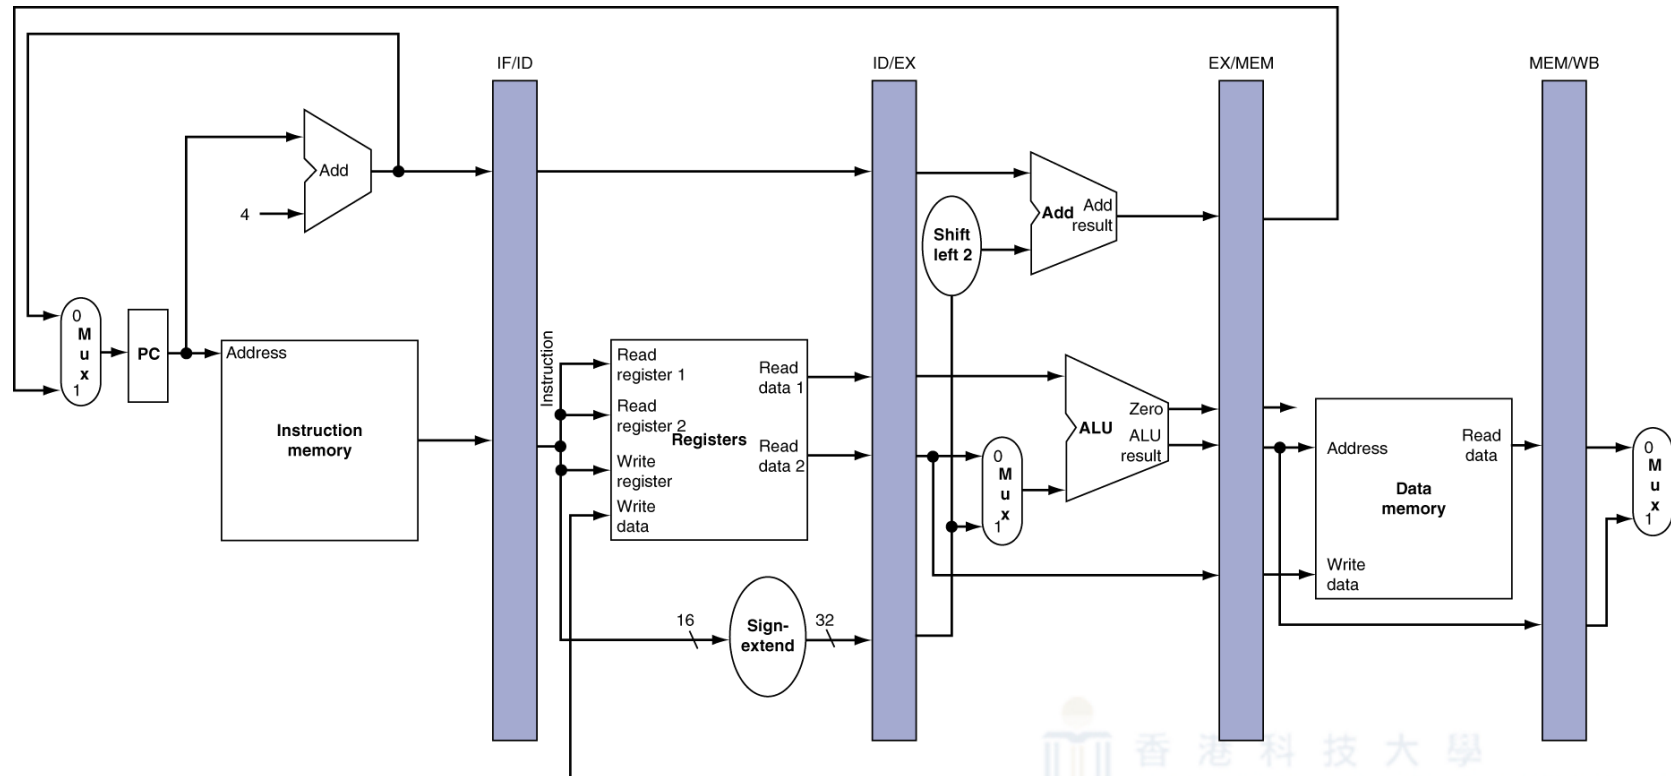 IF/ID
ID/EX
EX/MEM
MEM/WB
Add
4
Add
Add
result
Shift
left 2
0
M
u
x
1
PC
Address
Instruction
memory
Instruction
Read
register 1
Read
register 2
Registers
Write
register
Write
data
Read
data 1
Read
data 2
0
M
u
x
1
ALU
Zero
ALU
result
Address
Read
data
Data
memory
Write
data
0
M
u
x
1
16
Sign-
extend
32
香港科技大學